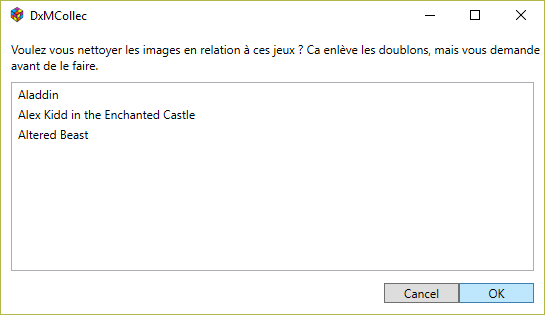 DxMCollec
Voulez vous nettoyer les images en relation à ces jeux ? Ca enlève les doublons, mais vous demande
avant de le faire.
Aladdin
Alex Kidd in the Enchanted Castle
Altered Beast
Cancel
OK